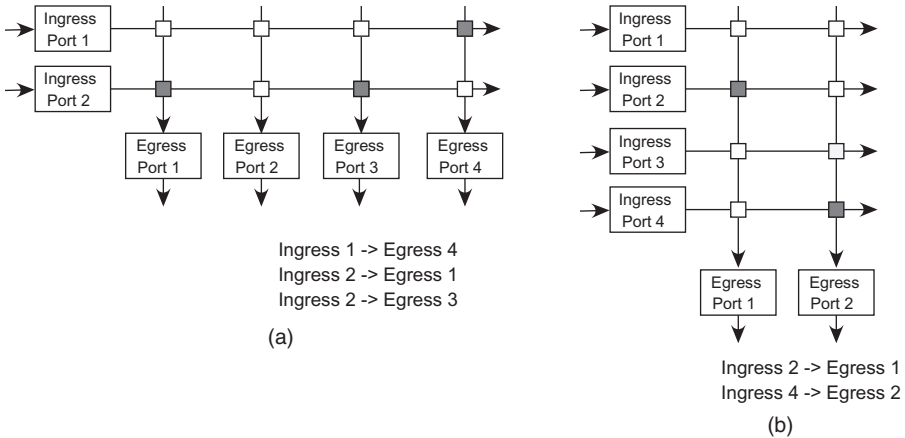 Ingress
Port 1
Ingress
Port 2
Egress
Port 1
Egress
Port 2
Egress
Port 3
Egress
Port 4
Ingress 1 -> Egress 4
Ingress 2 -> Egress 1
Ingress 2 -> Egress 3
(a)
Ingress
Port 1
Ingress
Port 2
Ingress
Port 3
Ingress
Port 4
Egress
Port 1
Egress
Port 2
Ingress 2 -> Egress 1
Ingress 4 -> Egress 2
(b)